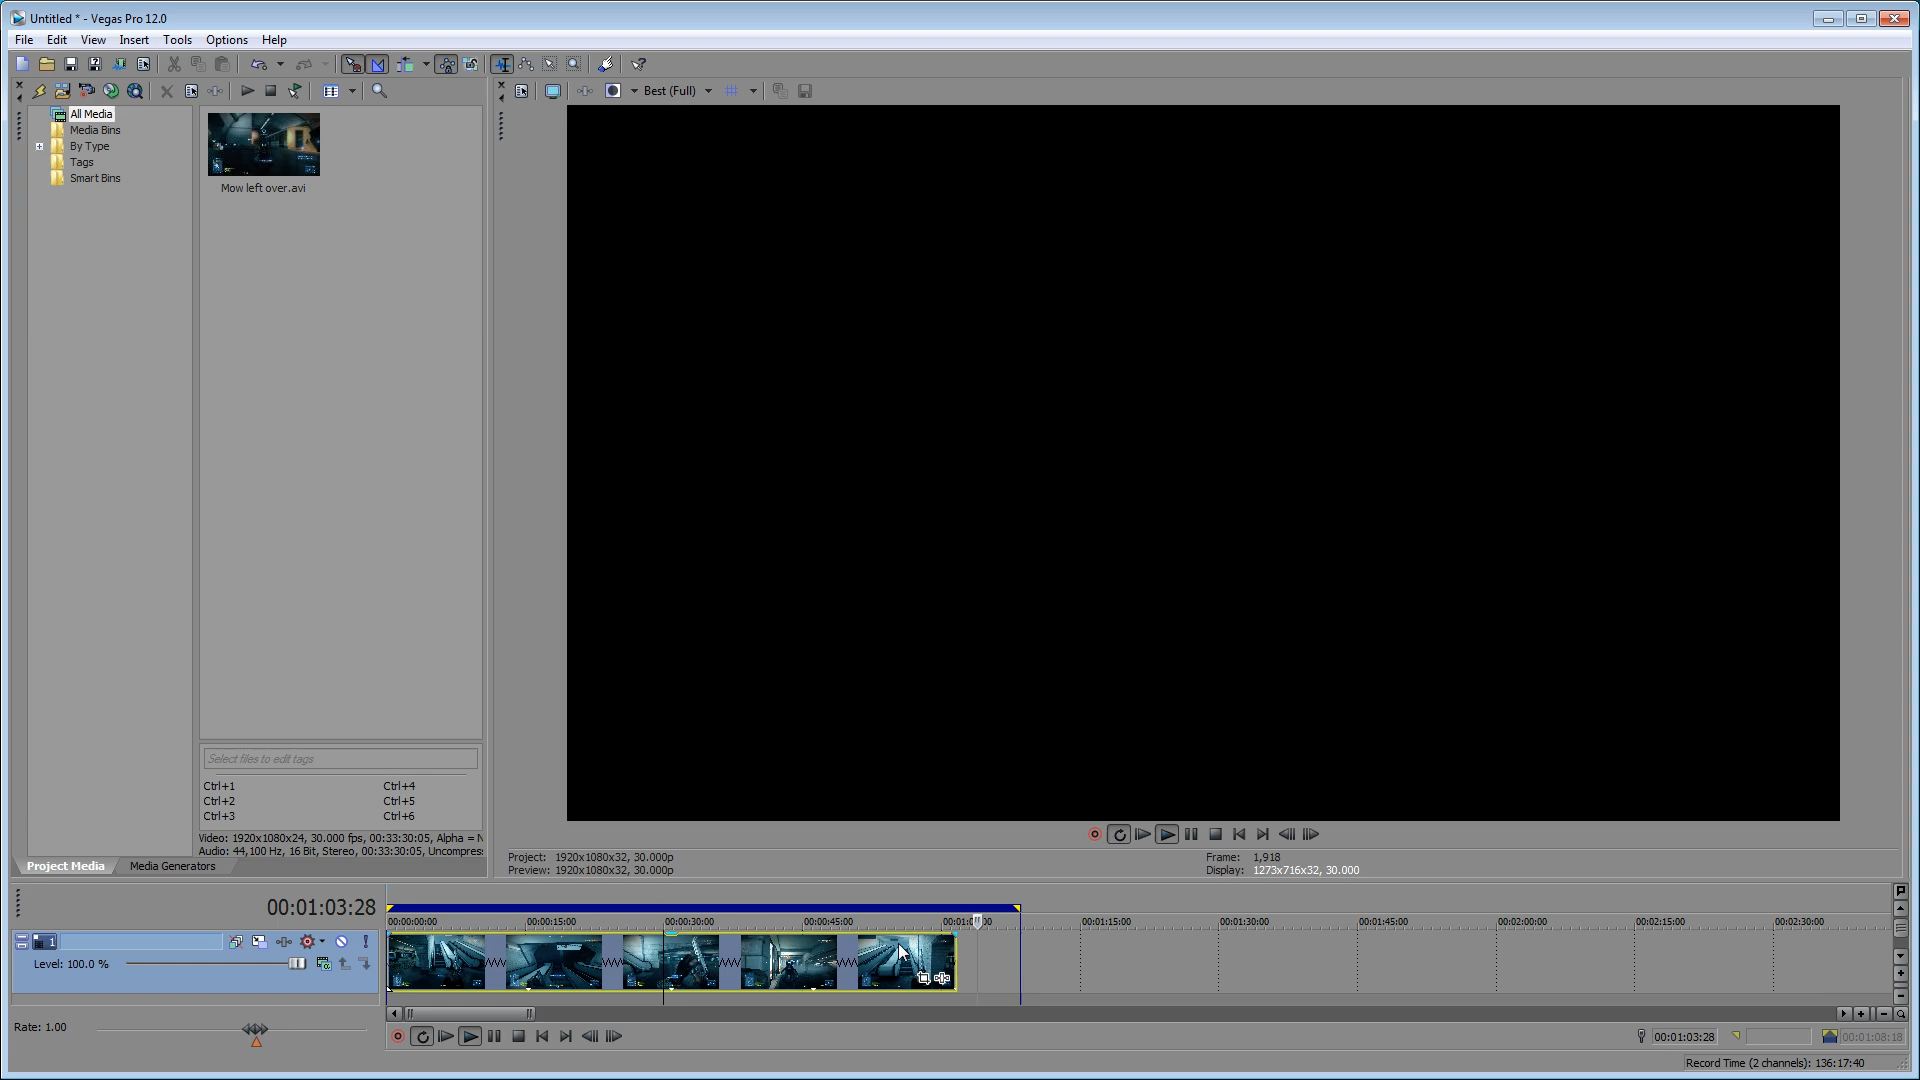 Untitled * - Vegas Pro 12.0
File Edit View Insert Tools Options Help
Best (Full)
All Media
Media Bins
By Type
Tags
Smart Bins
Mow left over.avi
Select files to edit tags
Ctrl+1 Ctrl+4
Ctrl+2 Ctrl+5
Ctrl+3 Ctrl+6
Video: 1920x1080x24, 30.000 fps, 00:33:30:05, Alpha = N
Audio: 44,100 Hz, 16 Bit, Stereo, 00:33:30:05, Uncompres
Project Media Media Generators
Project: 1920x1080x32, 30.000p
Preview: 1920x1080x32, 30.000p
Frame: 1,918
Display: 1273x716x32, 30.000
00:01:03:28
00:00:00:00 00:00:15:00 00:00:30:00 00:00:45:00 00:01:15:00 00:01:30:00 00:01:45:00 00:02:00:00 00:02:15:00 00:02:30:00
1
Level: 100.0 %
Rate: 1.00
00:01:03:28 00:01:08:18
Record Time (2 channels): 136:17:40